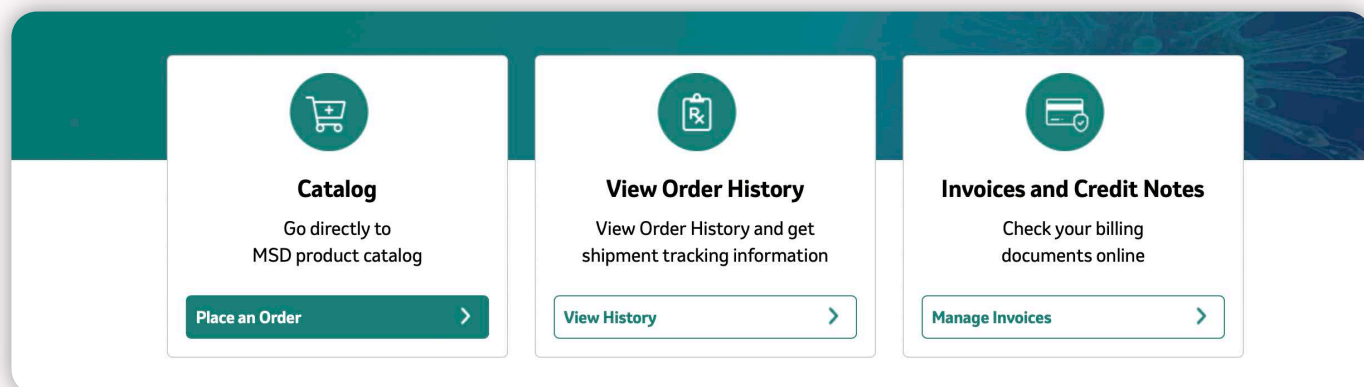 Catalog
Go directly to
MSD product catalog
Place an Order
View Order History
View Order History and get
shipment tracking information
View History
Invoices and Credit Notes
Check your billing
documents online
Manage Invoices